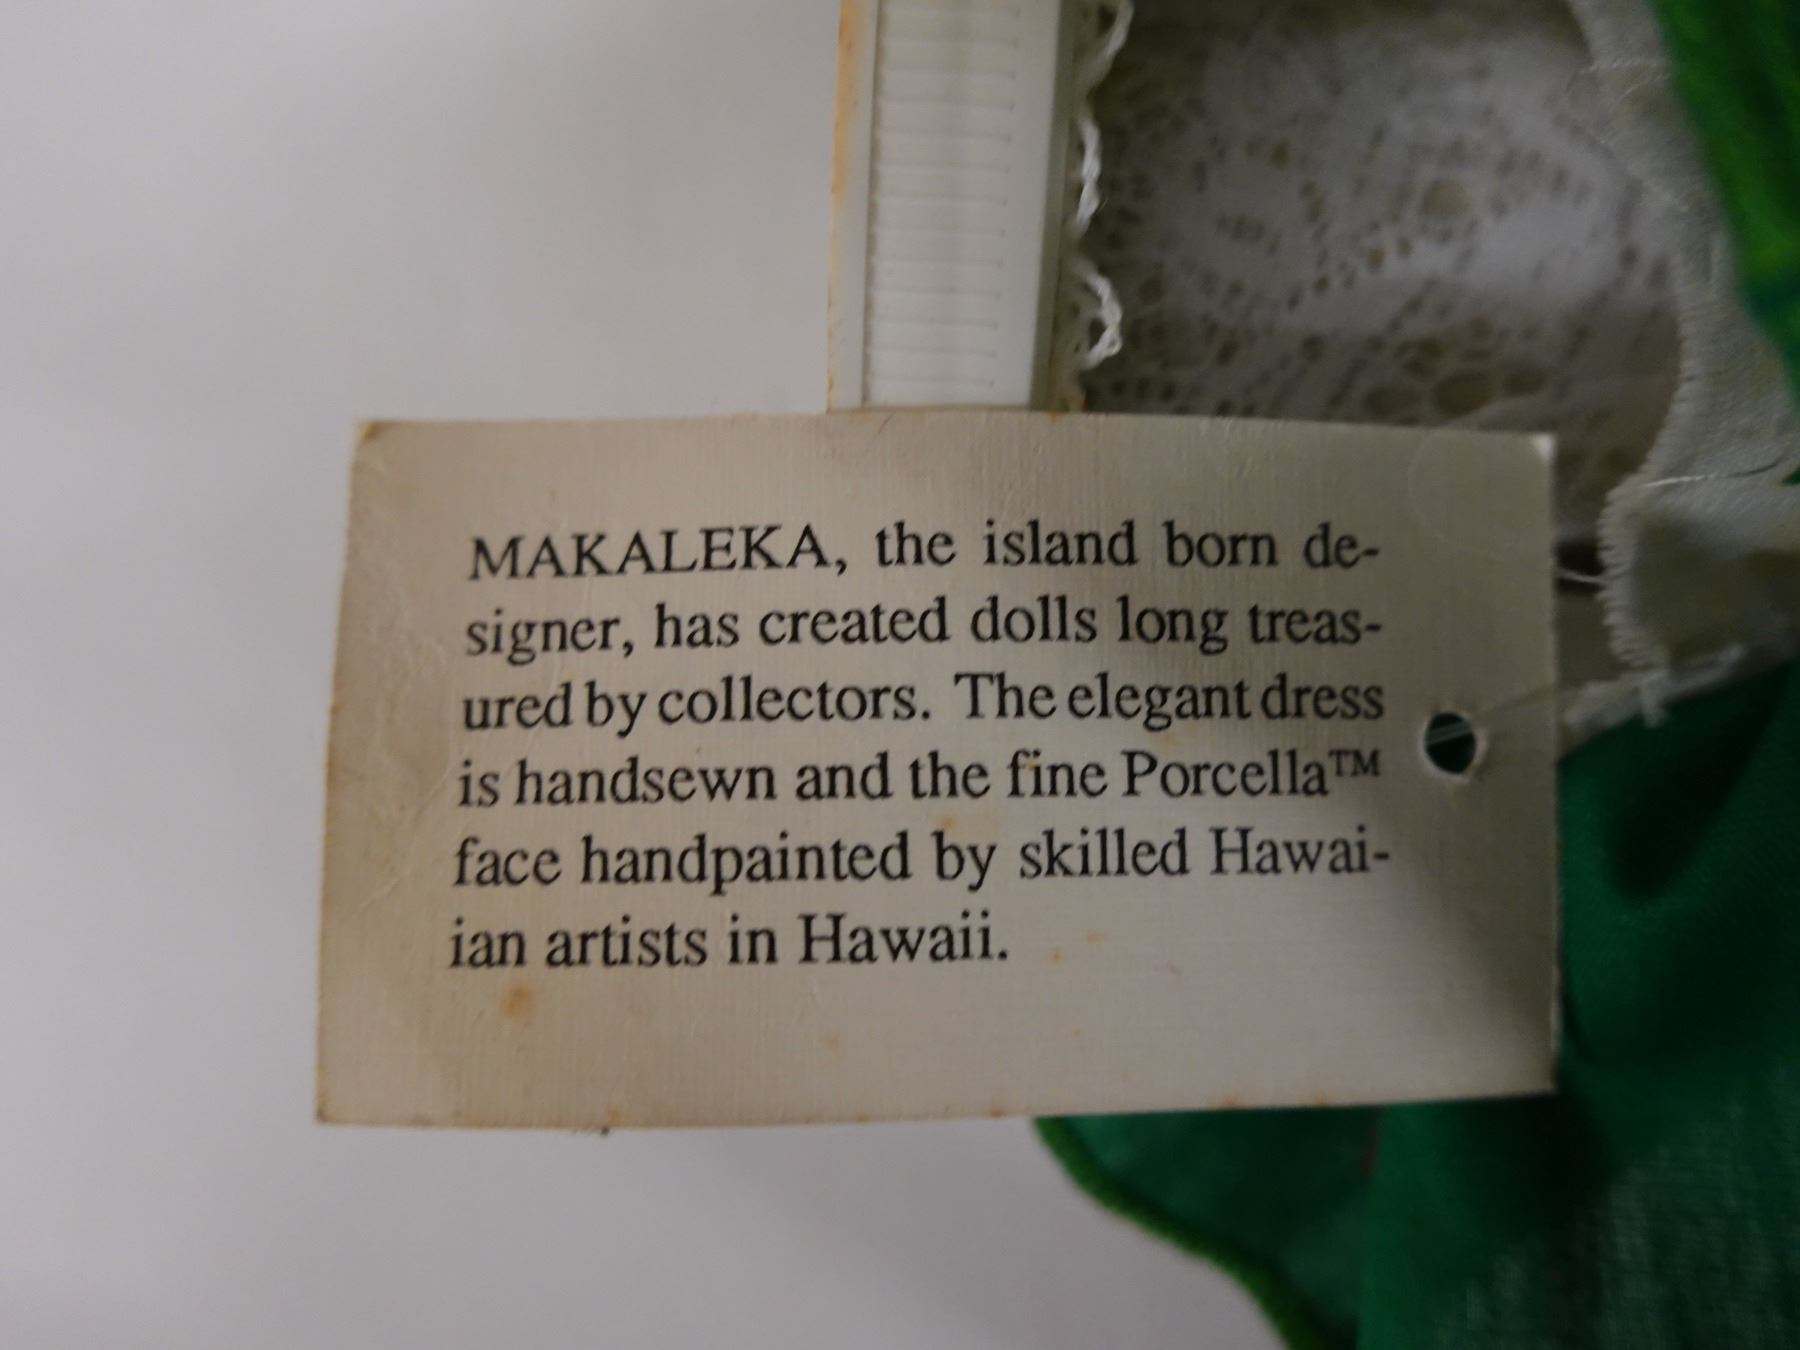 MAKALEKA, the island born de-
signer, has created dolls long treas-
ured by collectors. The elegant dress
is handsewn and the fine Porcella™
face handpainted by skilled Hawai-
ian artists in Hawaii.